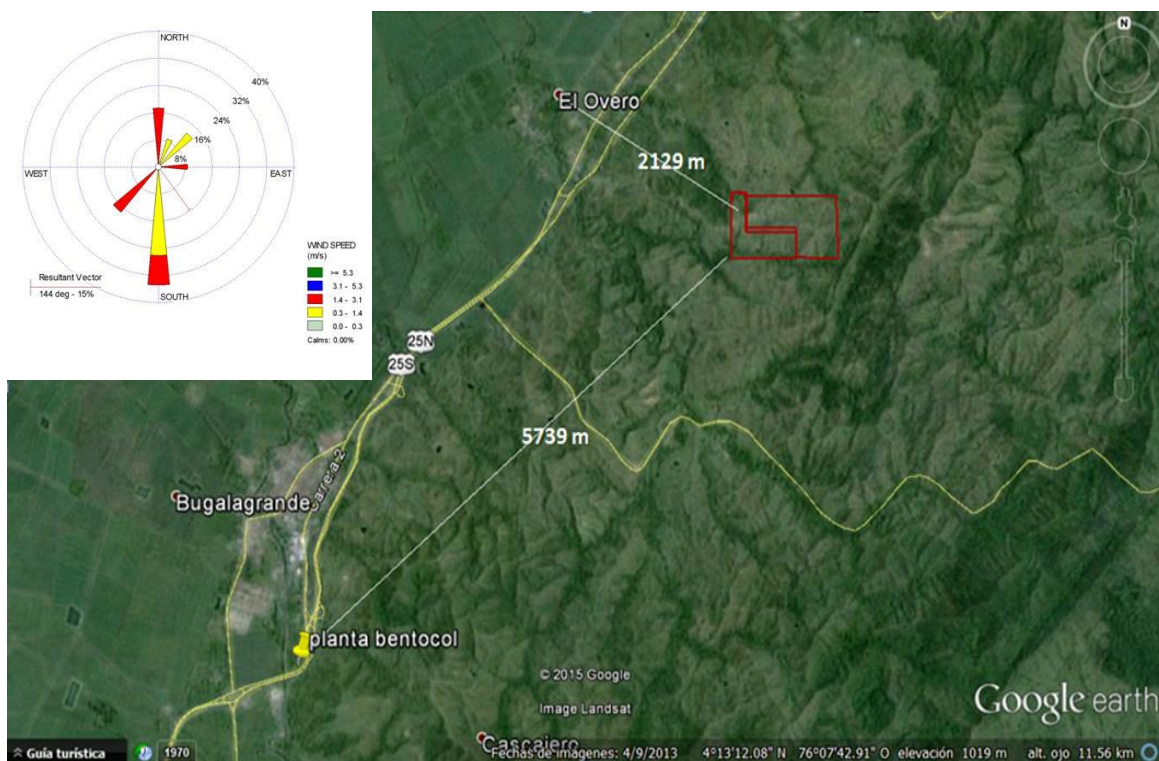 NORTH
40%
32%
24%
16%
8%
WEST
EAST
SOUTH
WIND SPEED
(m/s)
>= 5.3
3.1 - 5.3
1.4 - 3.1
0.3 - 1.4
0.0 - 0.3
Calms: 0.00%
Resultant Vector
144 deg - 15%
N
El Overo
2129 m
25N
25S
5739 m
Carrera 2
Bugalagrande
planta bentocol
© 2015 Google
Image Landsat
Google earth
Cascajero
Guía turística
1970
Fechas de imágenes: 4/9/2013 4°13'12.08" N 76°07'42.91" O elevación 1019 m alt. ojo 11.56 km